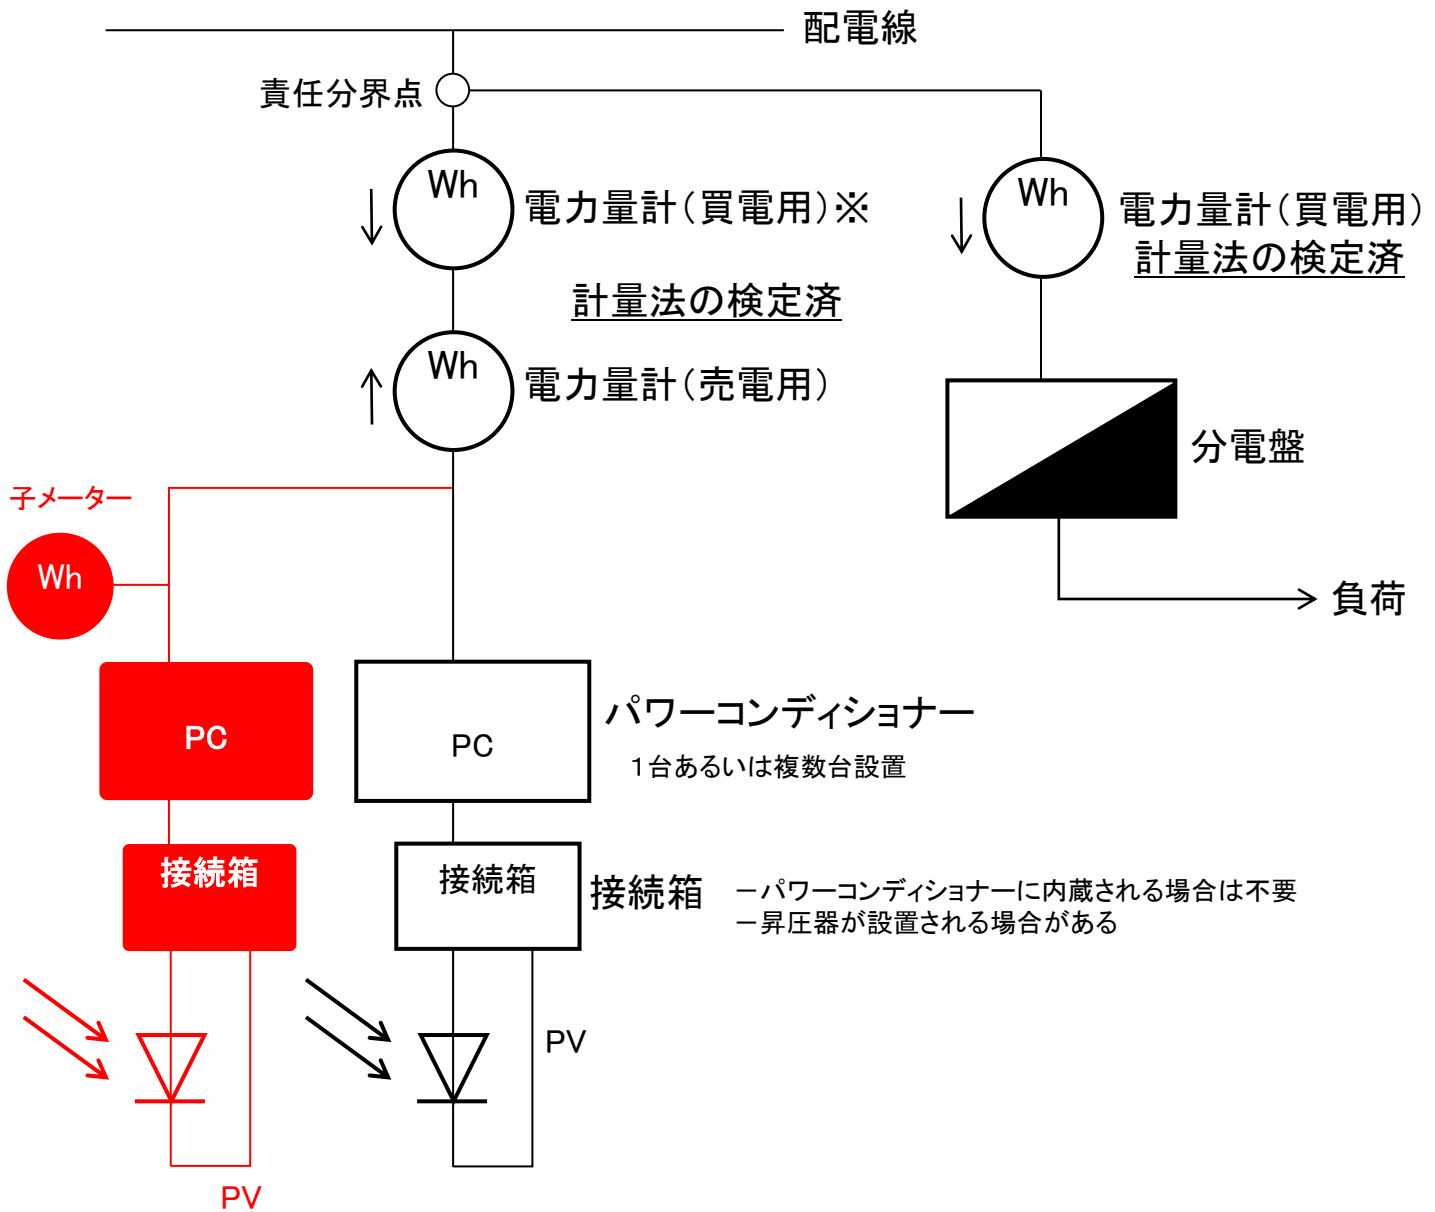 配電線
責任分界点
Wh
電力量計(買電用)※
Wh
電力量計(買電用)
計量法の検定済
計量法の検定済
Wh
電力量計(売電用)
分電盤
子メーター
Wh
負荷
PC
PC
パワーコンディショナー
1台あるいは複数台設置
接続箱
接続箱
接続箱
-パワーコンディショナーに内蔵される場合は不要
-昇圧器が設置される場合がある
PV
PV